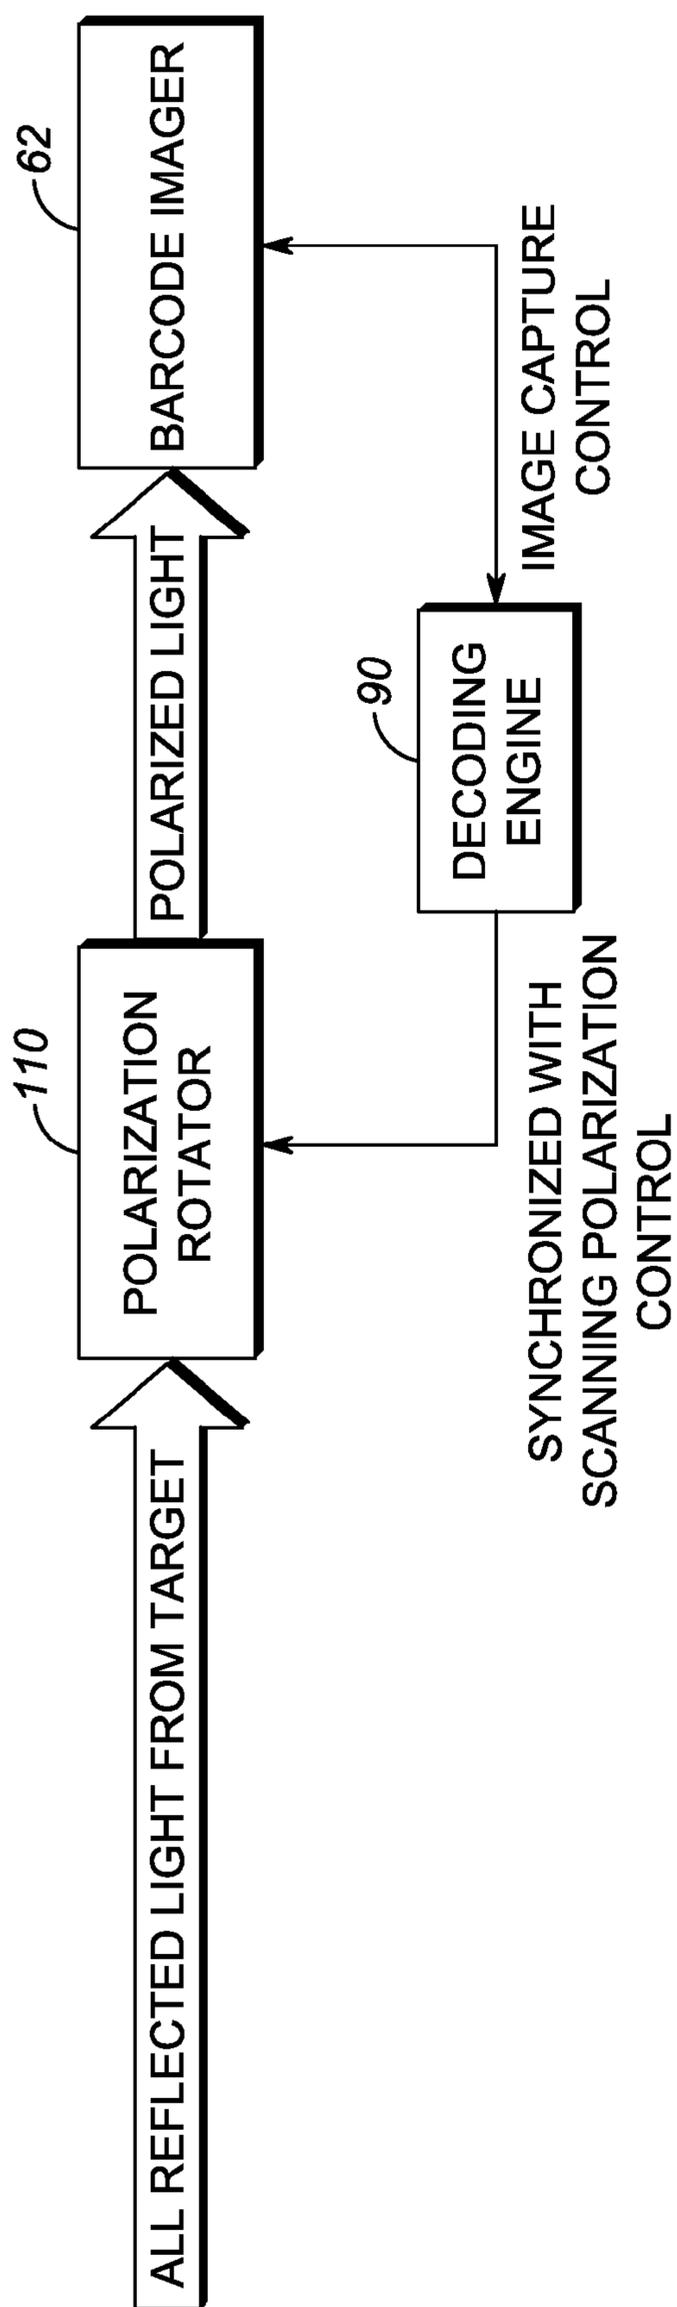 ALL REFLECTED LIGHT FROM TARGET
110
POLARIZATION
ROTATOR
POLARIZED LIGHT
62
BARCODE IMAGER
SYNCHRONIZED WITH
SCANNING POLARIZATION
CONTROL
90
DECODING
ENGINE
IMAGE CAPTURE
CONTROL